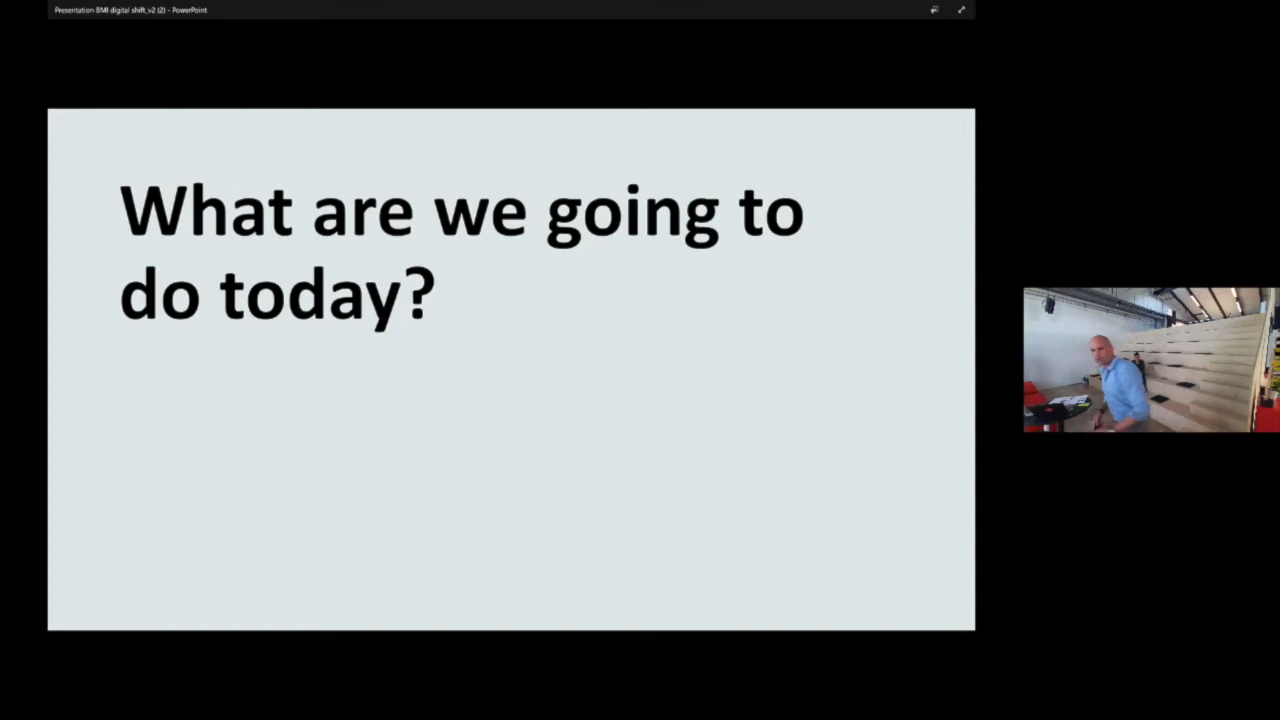 Presentation BMI digital shift_v2 (2) - PowerPoint
What are we going to
do today?